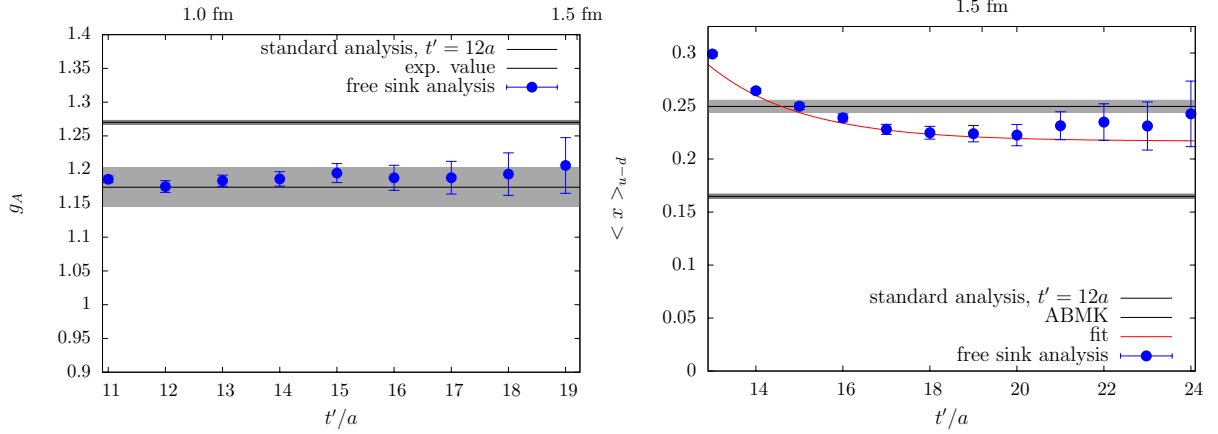 1.0 fm 1.5 fm
1.4
1.35
1.3
1.25
1.2
1.15
1.1
1.05
1
0.95
0.9
g_A
standard analysis, t′ = 12a
exp. value
free sink analysis
11 12 13 14 15 16 17 18 19
t′/a
1.5 fm
0.3
0.25
0.2
0.15
0.1
0.05
0
< x >_{u−d}
standard analysis, t′ = 12a
ABMK
fit
free sink analysis
14 16 18 20 22 24
t′/a